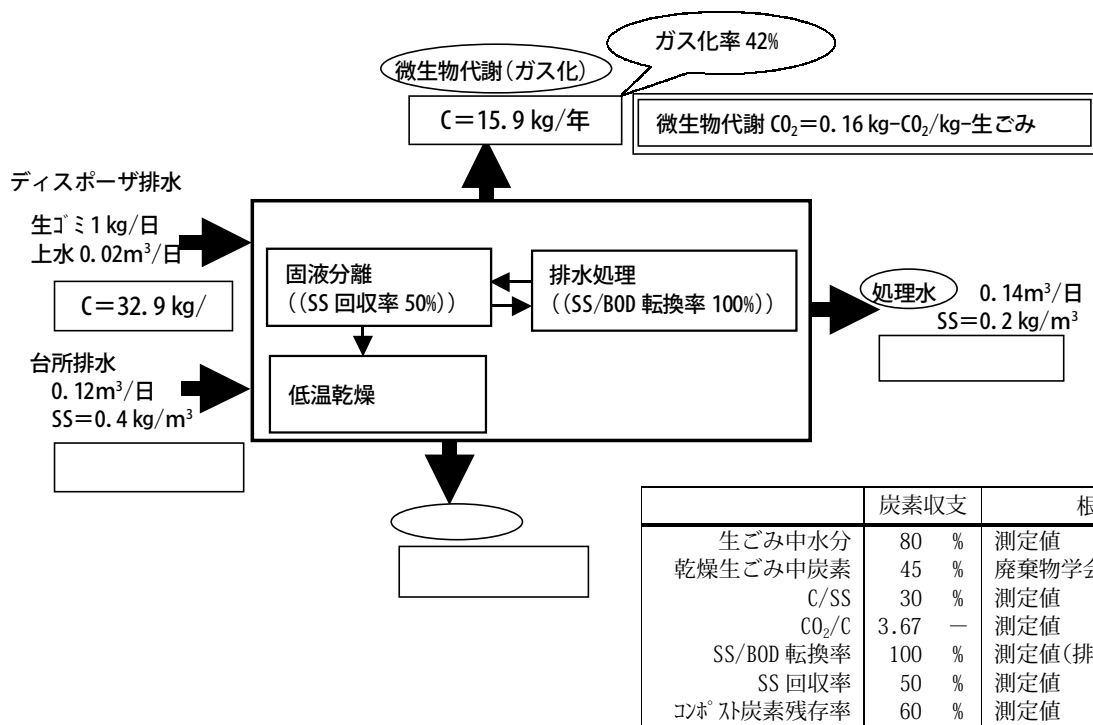 ガス化率 42%
微生物代謝(ガス化)
C=15.9 kg/年
微生物代謝 CO₂=0.16 kg-CO₂/kg-生ごみ
ディスポーザ排水
生ゴミ 1 kg/日
上水 0.02m³/日
C=32.9 kg/
固液分離
((SS 回収率 50%))
排水処理
((SS/BOD 転換率 100%))
処理水 0.14m³/日
SS=0.2 kg/m³
台所排水
0.12m³/日
SS=0.4 kg/m³
低温乾燥
炭素収支 根
生ごみ中水分 80 % 測定値
乾燥生ごみ中炭素 45 % 廃棄物学会
C/SS 30 % 測定値
CO₂/C 3.67 — 測定値
SS/BOD 転換率 100 % 測定値(排
SS 回収率 50 % 測定値
コンポスト炭素残存率 60 % 測定値